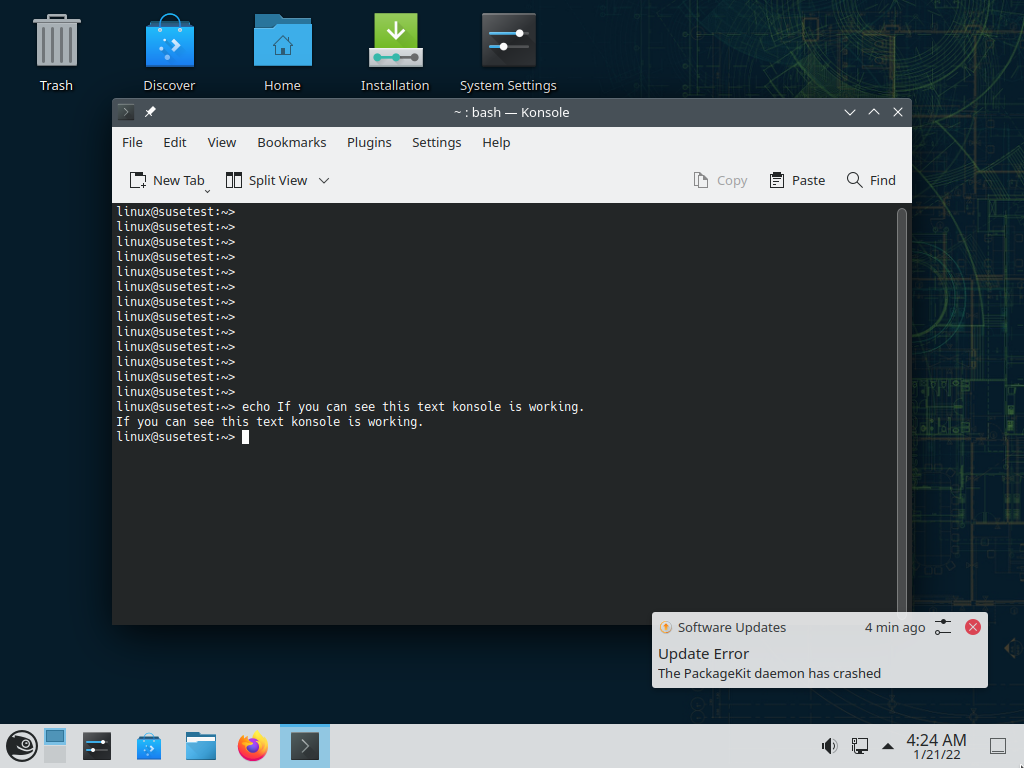 Trash
Discover
Home
Installation
System Settings
~ : bash — Konsole
File Edit View Bookmarks Plugins Settings Help
New Tab Split View Copy Paste Find
linux@susetest:~>
linux@susetest:~>
linux@susetest:~>
linux@susetest:~>
linux@susetest:~>
linux@susetest:~>
linux@susetest:~>
linux@susetest:~>
linux@susetest:~>
linux@susetest:~>
linux@susetest:~>
linux@susetest:~>
linux@susetest:~>
linux@susetest:~> echo If you can see this text konsole is working.
If you can see this text konsole is working.
linux@susetest:~>
Software Updates 4 min ago
Update Error
The PackageKit daemon has crashed
4:24 AM
1/21/22